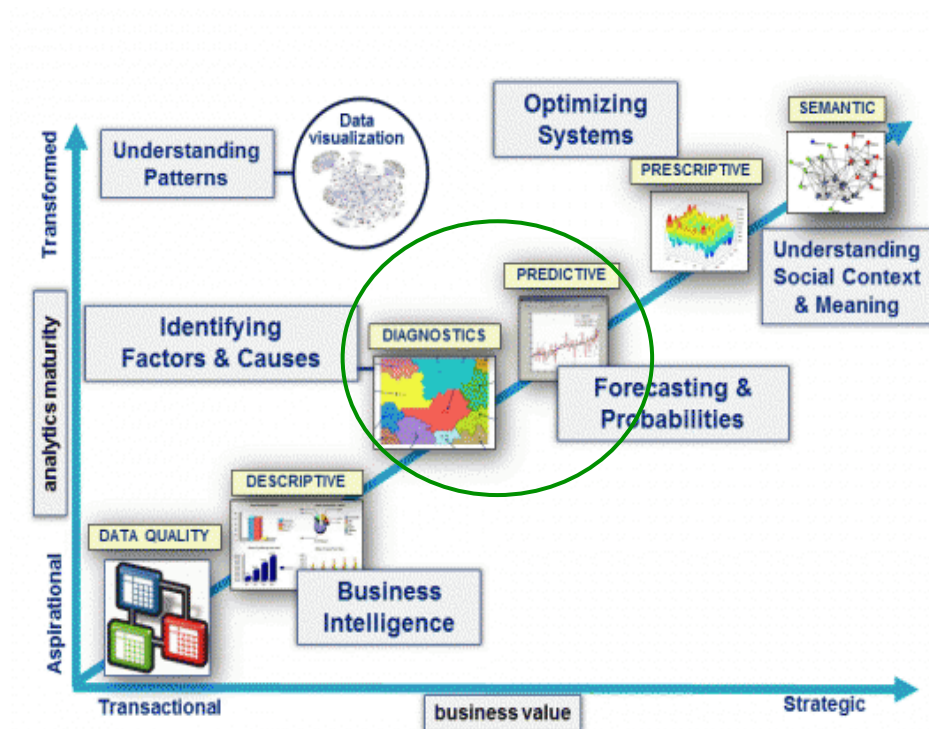 Optimizing
Systems
SEMANTIC
Data
visualization
Understanding
Patterns
Transformed
PRESCRIPTIVE
Understanding
Social Context
& Meaning
PREDICTIVE
Identifying
Factors & Causes
DIAGNOSTICS
Forecasting &
Probabilities
analytics maturity
DESCRIPTIVE
DATA QUALITY
Business
Intelligence
Aspirational
Transactional
business value
Strategic